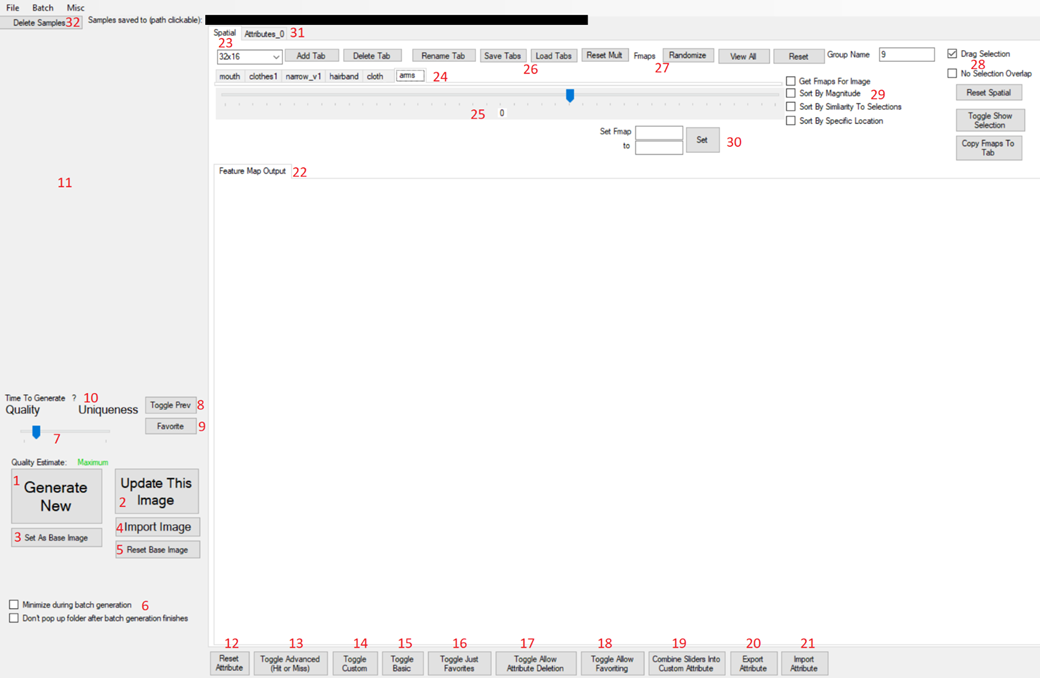 File Batch Misc
Delete Samples 32 Samples saved to (path clickable):
Spatial Attributes_0 31
23
32x16 Add Tab Delete Tab Rename Tab Save Tabs Load Tabs Reset Mult Fmaps Randomize View All Reset Group Name 9 Drag Selection
26 27 28
mouth clothes1 narrow_v1 hairband cloth arms 24 No Selection Overlap
Get Fmaps For Image
Sort By Magnitude 29 Reset Spatial
Sort By Similiarity To Selections
25 0 Sort By Specific Location Toggle Show
Selection
Set Fmap
to Set 30 Copy Fmaps To
Tab
Feature Map Output 22
11
Time To Generate ? 10
Quality Uniqueness Toggle Prev 8
7 Favorite 9
Quality Estimate: Maximum
1 Generate
New
2 Update This
Image
3 Set As Base Image
4 Import Image
5 Reset Base Image
Minimize during batch generation 6
Don't pop up folder after batch generation finishes
12 13 14 15 16 17 18 19 20 21
Reset
Attribute
Toggle Advanced
(Hit or Miss)
Toggle
Custom
Toggle
Basic
Toggle Just
Favorites
Toggle Allow
Attribute Deletion
Toggle Allow
Favoriting
Combine Sliders Into
Custom Attribute
Export
Attribute
Import
Attribute